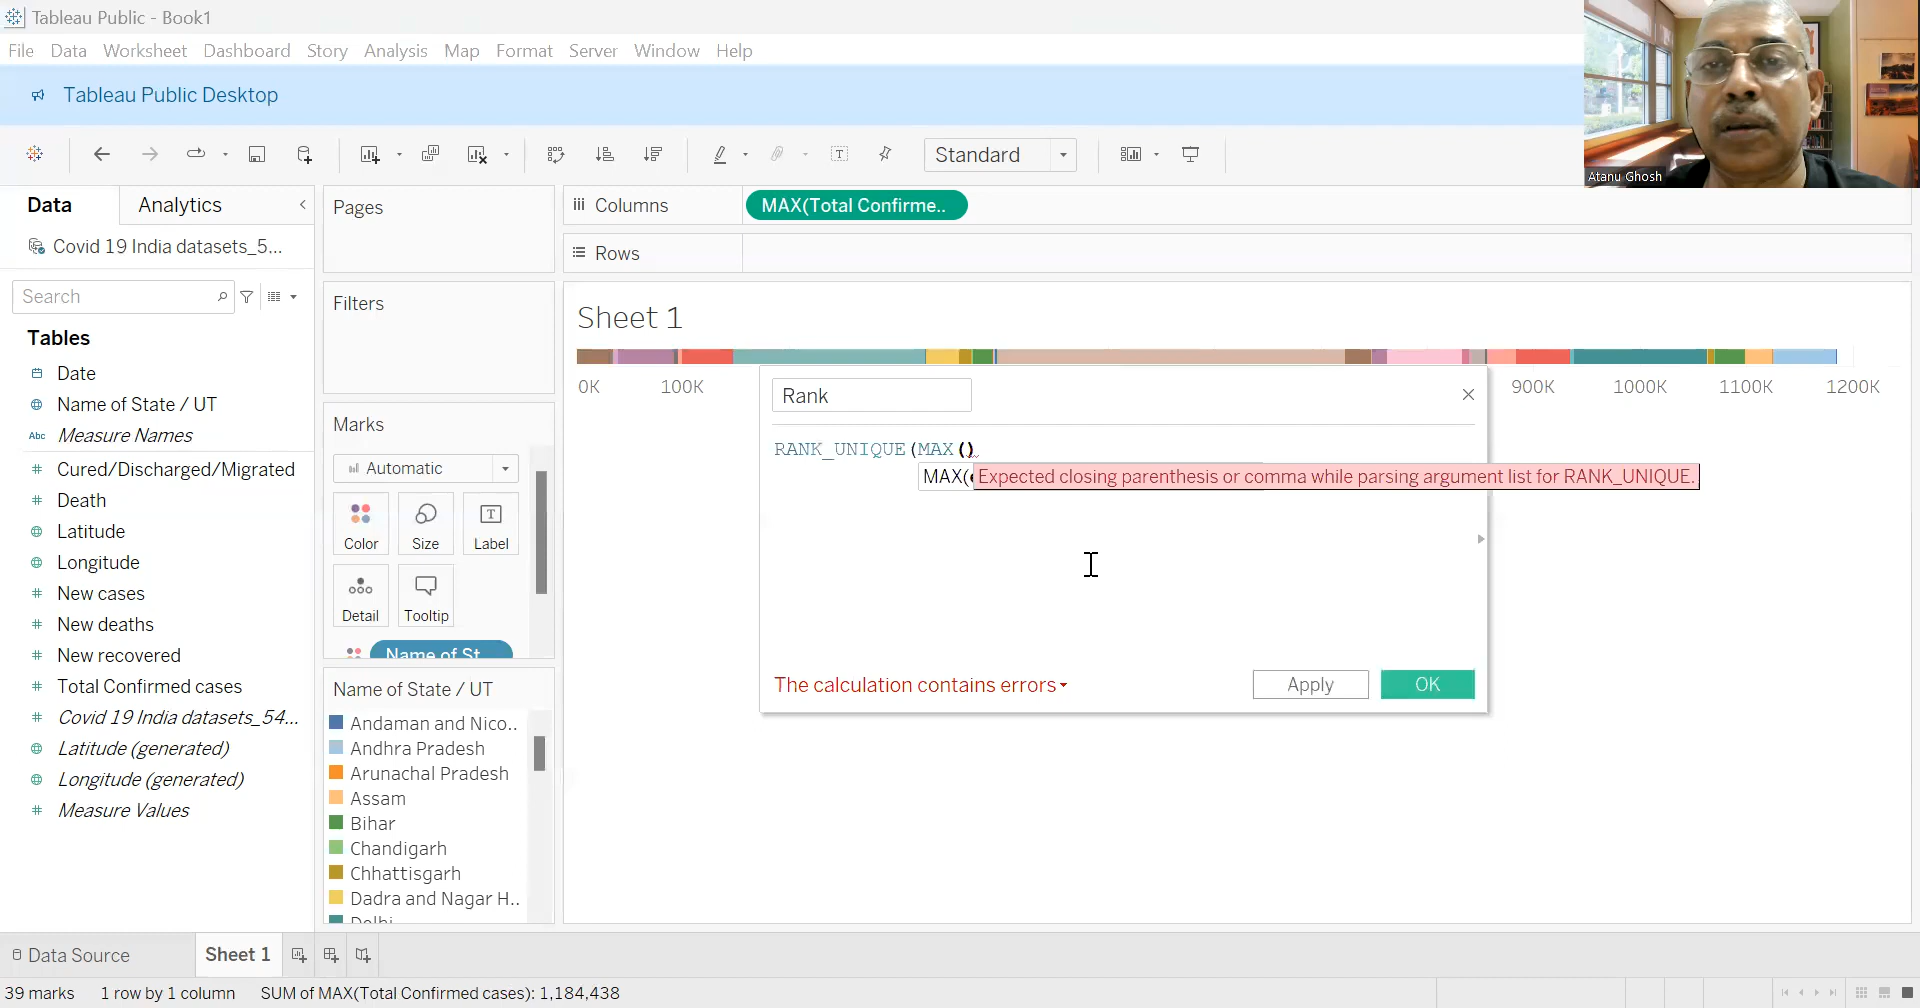 Tableau Public - Book1
File Data Worksheet Dashboard Story Analysis Map Format Server Window Help
Tableau Public Desktop
Standard
Atanu Ghosh
Data Analytics
Covid 19 India datasets_5...
Search
Tables
Date
Name of State / UT
Abc Measure Names
Cured/Discharged/Migrated
Death
Latitude
Longitude
New cases
New deaths
New recovered
Total Confirmed cases
Covid 19 India datasets_54...
Latitude (generated)
Longitude (generated)
Measure Values
Pages
Filters
Marks
Automatic
Color Size Label
Detail Tooltip
Name of St..
Name of State / UT
Andaman and Nico..
Andhra Pradesh
Arunachal Pradesh
Assam
Bihar
Chandigarh
Chhattisgarh
Dadra and Nagar H..
Delhi
Columns MAX(Total Confirme..
Rows
Sheet 1
0K 100K 900K 1000K 1100K 1200K
Rank
RANK_UNIQUE(MAX()
MAX(
Expected closing parenthesis or comma while parsing argument list for RANK_UNIQUE.
The calculation contains errors
Apply OK
Data Source Sheet 1
39 marks 1 row by 1 column SUM of MAX(Total Confirmed cases): 1,184,438